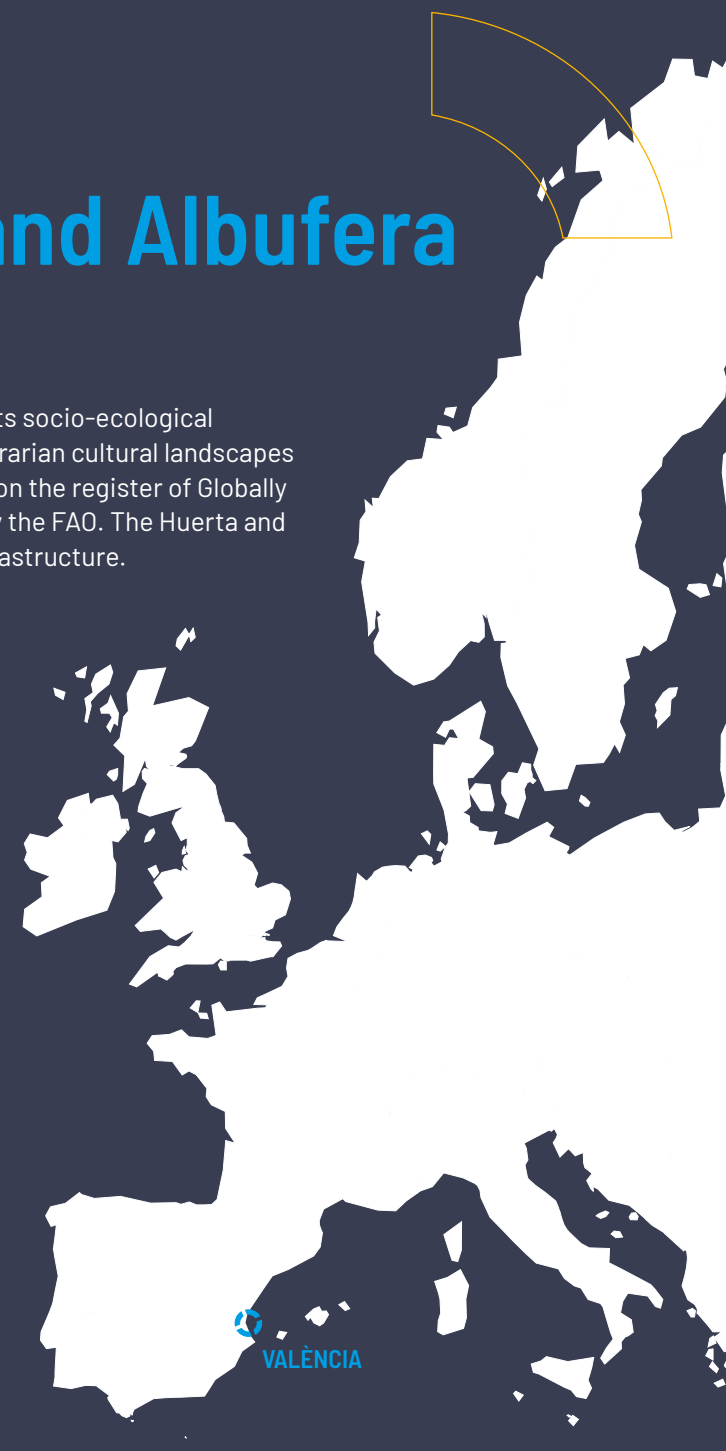 and Albufera
ts socio-ecological
rarian cultural landscapes
on the register of Globally
the FAO. The Huerta and
astructure.
VALÈNCIA